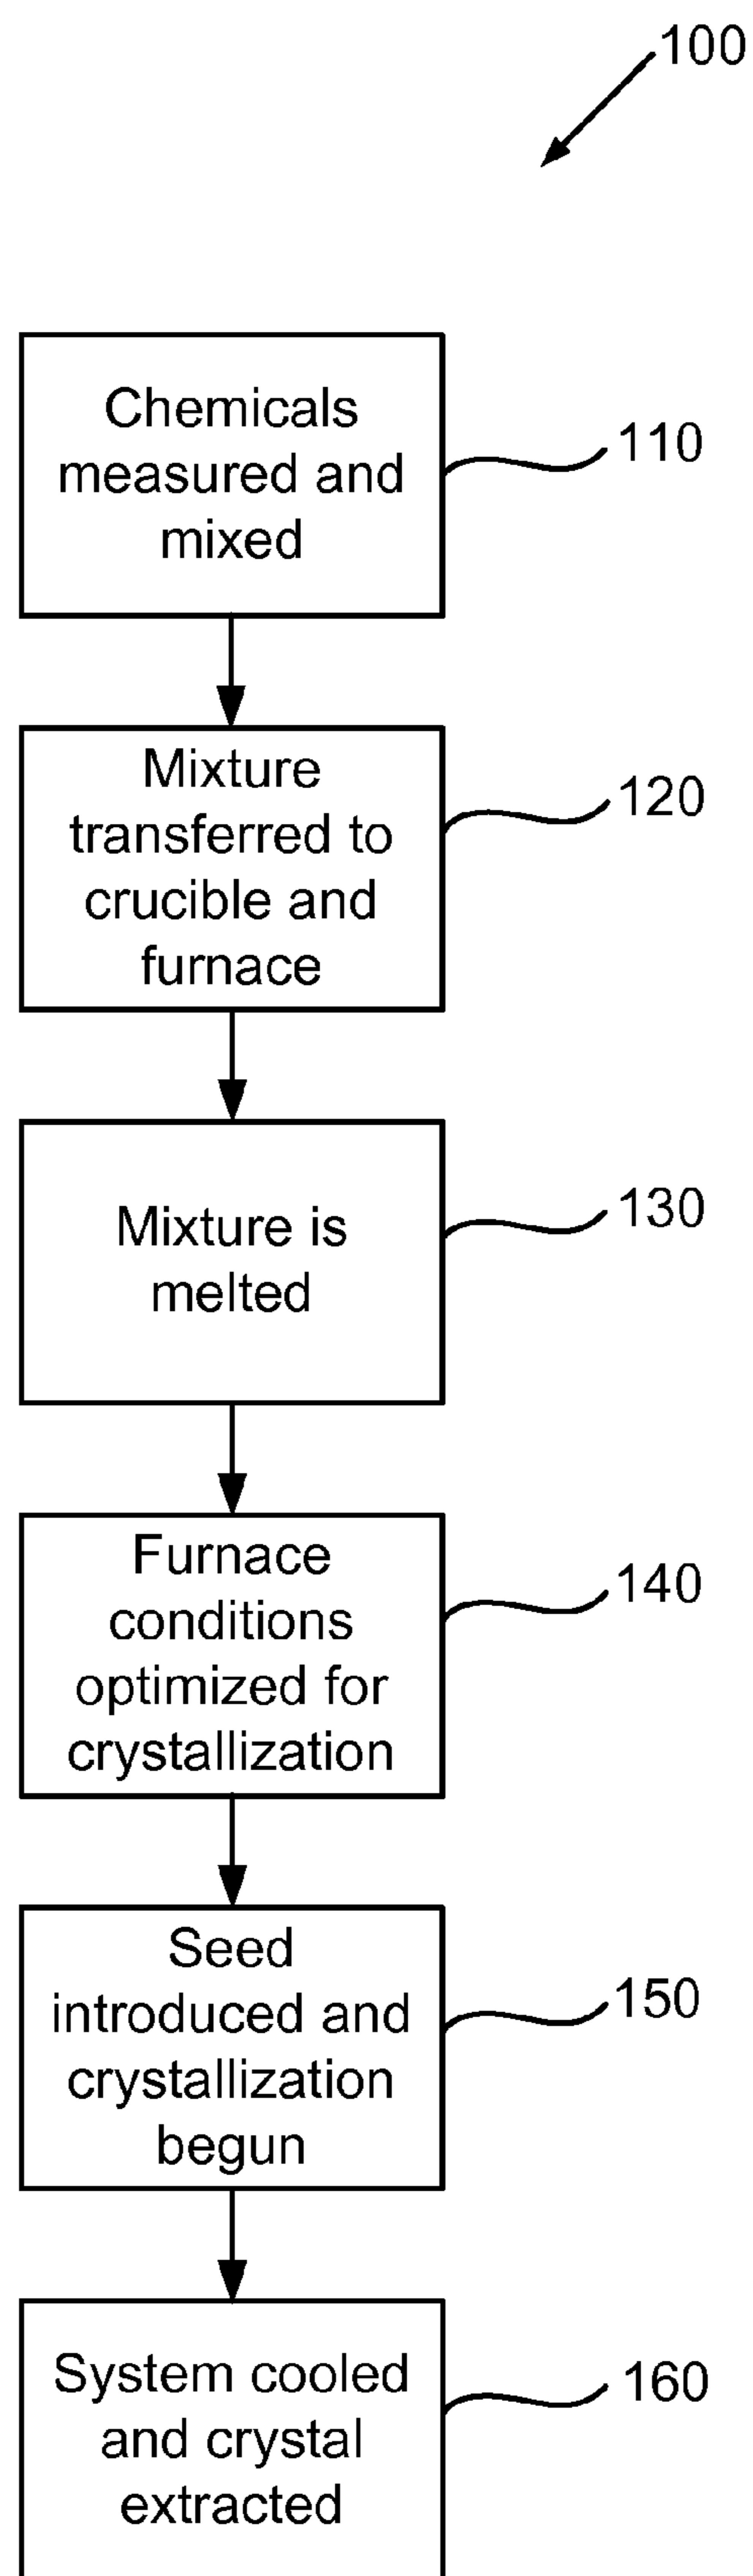 100
Chemicals
measured and
mixed
110
Mixture
transferred to
crucible and
furnace
120
Mixture is
melted
130
Furnace
conditions
optimized for
crystallization
140
Seed
introduced and
crystallization
begun
150
System cooled
and crystal
extracted
160